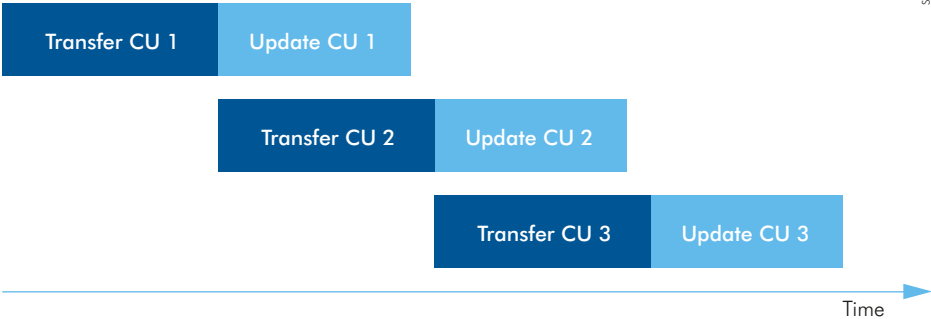 Transfer CU 1 Update CU 1
Transfer CU 2 Update CU 2
Transfer CU 3 Update CU 3
Time